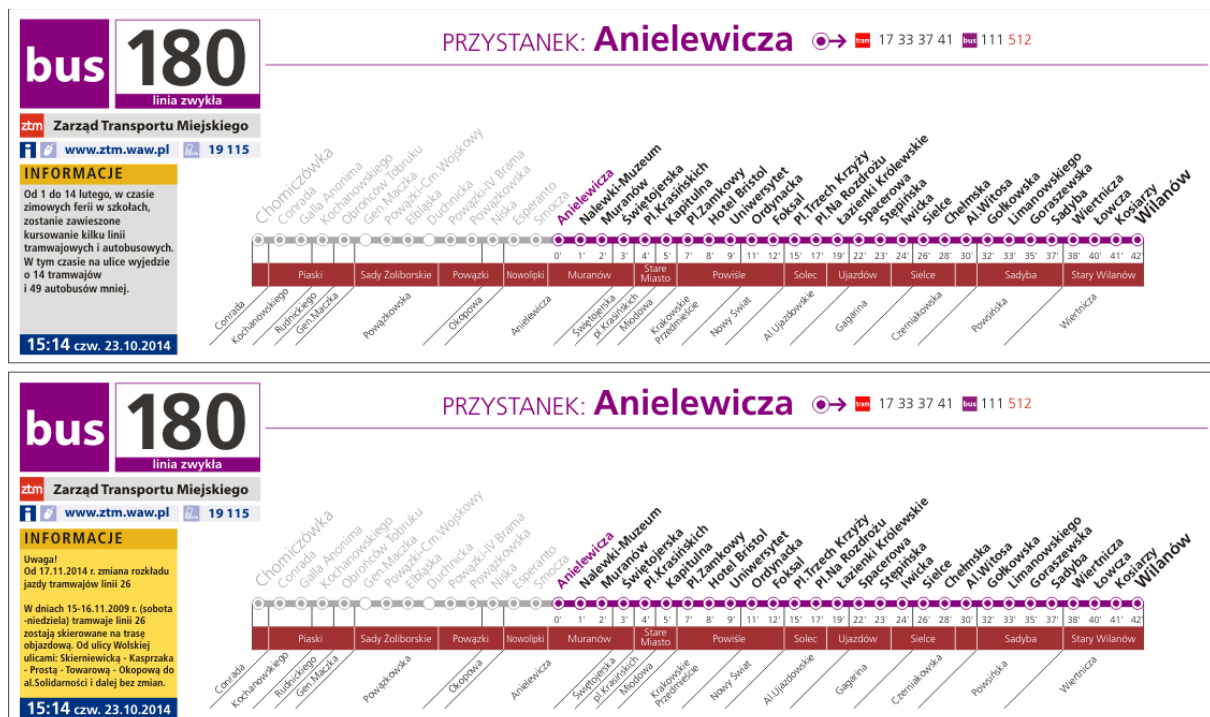 bus 180
linia zwykła
ztm Zarząd Transportu Miejskiego
i www.ztm.waw.pl 19 115
INFORMACJE
Od 1 do 14 lutego, w czasie
zimowych ferii w szkołach,
zostanie zawieszone
kursowanie kilku linii
tramwajowych i autobusowych.
W tym czasie na ulice wyjedzie
o 14 tramwajów
i 49 autobusów mniej.
15:14 czw. 23.10.2014
PRZYSTANEK: Anielewicza tram 17 33 37 41 bus 111 512
Chomiczówka
Conrada
Galla Anonima
Kochanowskiego
Obrońców Tobruku
Gen.Maczka
Powązki-Cm.Wojskowy
Elbląska
Duchnicka
Powązki-IV Brama
Powązkowska
Niska
Esperanto
Smocza
Anielewicza
Nalewki-Muzeum
Muranów
Świętojerska
Pl.Krasińskich
Kapitulna
Pl.Zamkowy
Hotel Bristol
Uniwersytet
Ordynacka
Foksal
Pl.Trzech Krzyży
Pl.Na Rozdrożu
Łazienki Królewskie
Spacerowa
Stępińska
Iwicka
Sielce
Chełmska
Al.Witosa
Gołkowska
Limanowskiego
Goraszewska
Sadyba
Wiertnicza
Łowcza
Kosiarzy
Wilanów
0' 1' 2' 3' 4' 5' 7' 8' 9' 11' 12' 15' 17' 19' 22' 24' 26' 27' 28' 30' 32' 33' 34' 37' 38' 40' 41' 42'
Piaski Sady Żoliborskie Powązki Nowolipki Muranów Stare Miasto Powiśle Solec Ujazdów Sielce Sadyba Stary Wilanów
Conrada
Kochanowskiego
Rudnickiego
Gen.Maczka
Powązkowska
Okopowa
Anielewicza
Świętojerska
pl.Krasińskich
Miodowa
Krakowskie
Przedmieście
Nowy Świat
Al.Ujazdowskie
Gagarina
Czerniakowska
Powsińska
Wiertnicza
bus 180
linia zwykła
ztm Zarząd Transportu Miejskiego
i www.ztm.waw.pl 19 115
INFORMACJE
Uwaga!
Od 17.11.2014 r. zmiana rozkładu
jazdy tramwajów linii 26
W dniach 15-16.11.2009 r. (sobota
-niedziela) tramwaje linii 26
zostają skierowane na trasę
objazdową. Od ulicy Wolskiej
ulicami: Skierniewicką - Kasprzaka
- Prostą - Towarową - Okopową do
al.Solidarności i dalej bez zmian.
15:14 czw. 23.10.2014
PRZYSTANEK: Anielewicza tram 17 33 37 41 bus 111 512
Chomiczówka
Conrada
Galla Anonima
Kochanowskiego
Obrońców Tobruku
Gen.Maczka
Powązki-Cm.Wojskowy
Elbląska
Duchnicka
Powązki-IV Brama
Powązkowska
Niska
Esperanto
Smocza
Anielewicza
Nalewki-Muzeum
Muranów
Świętojerska
Pl.Krasińskich
Kapitulna
Pl.Zamkowy
Hotel Bristol
Uniwersytet
Ordynacka
Foksal
Pl.Trzech Krzyży
Pl.Na Rozdrożu
Łazienki Królewskie
Spacerowa
Stępińska
Iwicka
Sielce
Chełmska
Al.Witosa
Gołkowska
Limanowskiego
Goraszewska
Sadyba
Wiertnicza
Łowcza
Kosiarzy
Wilanów
0' 1' 2' 3' 4' 5' 7' 8' 9' 11' 12' 15' 17' 19' 22' 24' 26' 27' 28' 30' 32' 33' 34' 37' 38' 40' 41' 42'
Piaski Sady Żoliborskie Powązki Nowolipki Muranów Stare Miasto Powiśle Solec Ujazdów Sielce Sadyba Stary Wilanów
Conrada
Kochanowskiego
Rudnickiego
Gen.Maczka
Powązkowska
Okopowa
Anielewicza
Świętojerska
pl.Krasińskich
Miodowa
Krakowskie
Przedmieście
Nowy Świat
Al.Ujazdowskie
Gagarina
Czerniakowska
Powsińska
Wiertnicza